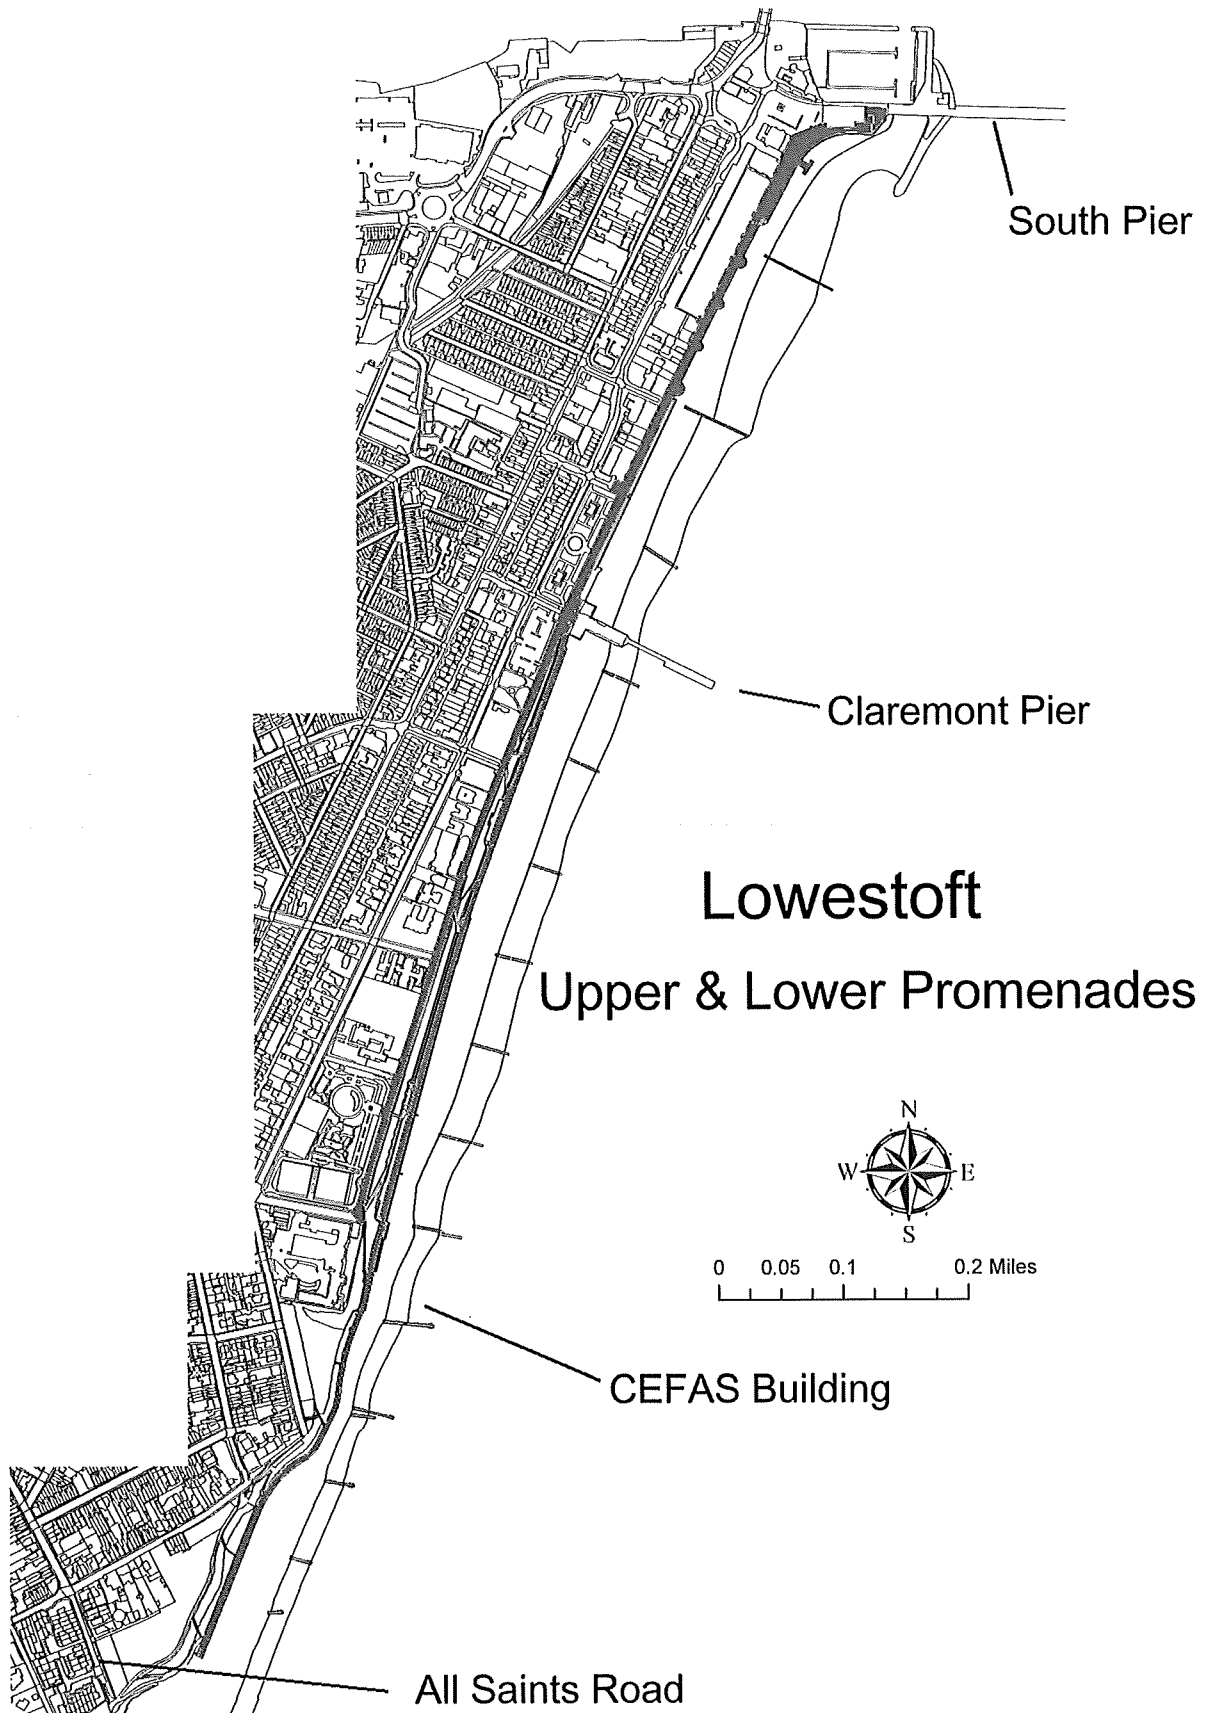 South Pier
Claremont Pier
Lowestoft
Upper & Lower Promenades
N
W E
S
0 0.05 0.1 0.2 Miles
CEFAS Building
All Saints Road